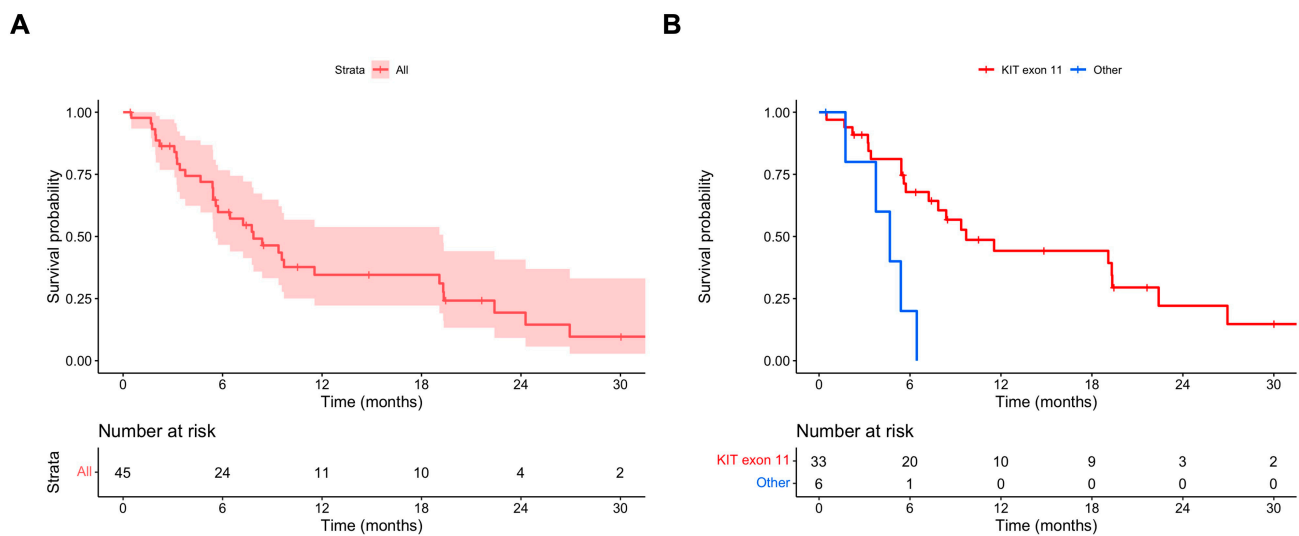 A
Strata All
1.00
0.75
0.50
0.25
0.00
Survival probability
0 6 12 18 24 30
Time (months)
Number at risk
Strata
All 45 24 11 10 4 2
0 6 12 18 24 30
Time (months)
B
KIT exon 11 Other
1.00
0.75
0.50
0.25
0.00
Survival probability
0 6 12 18 24 30
Time (months)
Number at risk
KIT exon 11 33 20 10 9 3 2
Other 6 1 0 0 0 0
0 6 12 18 24 30
Time (months)